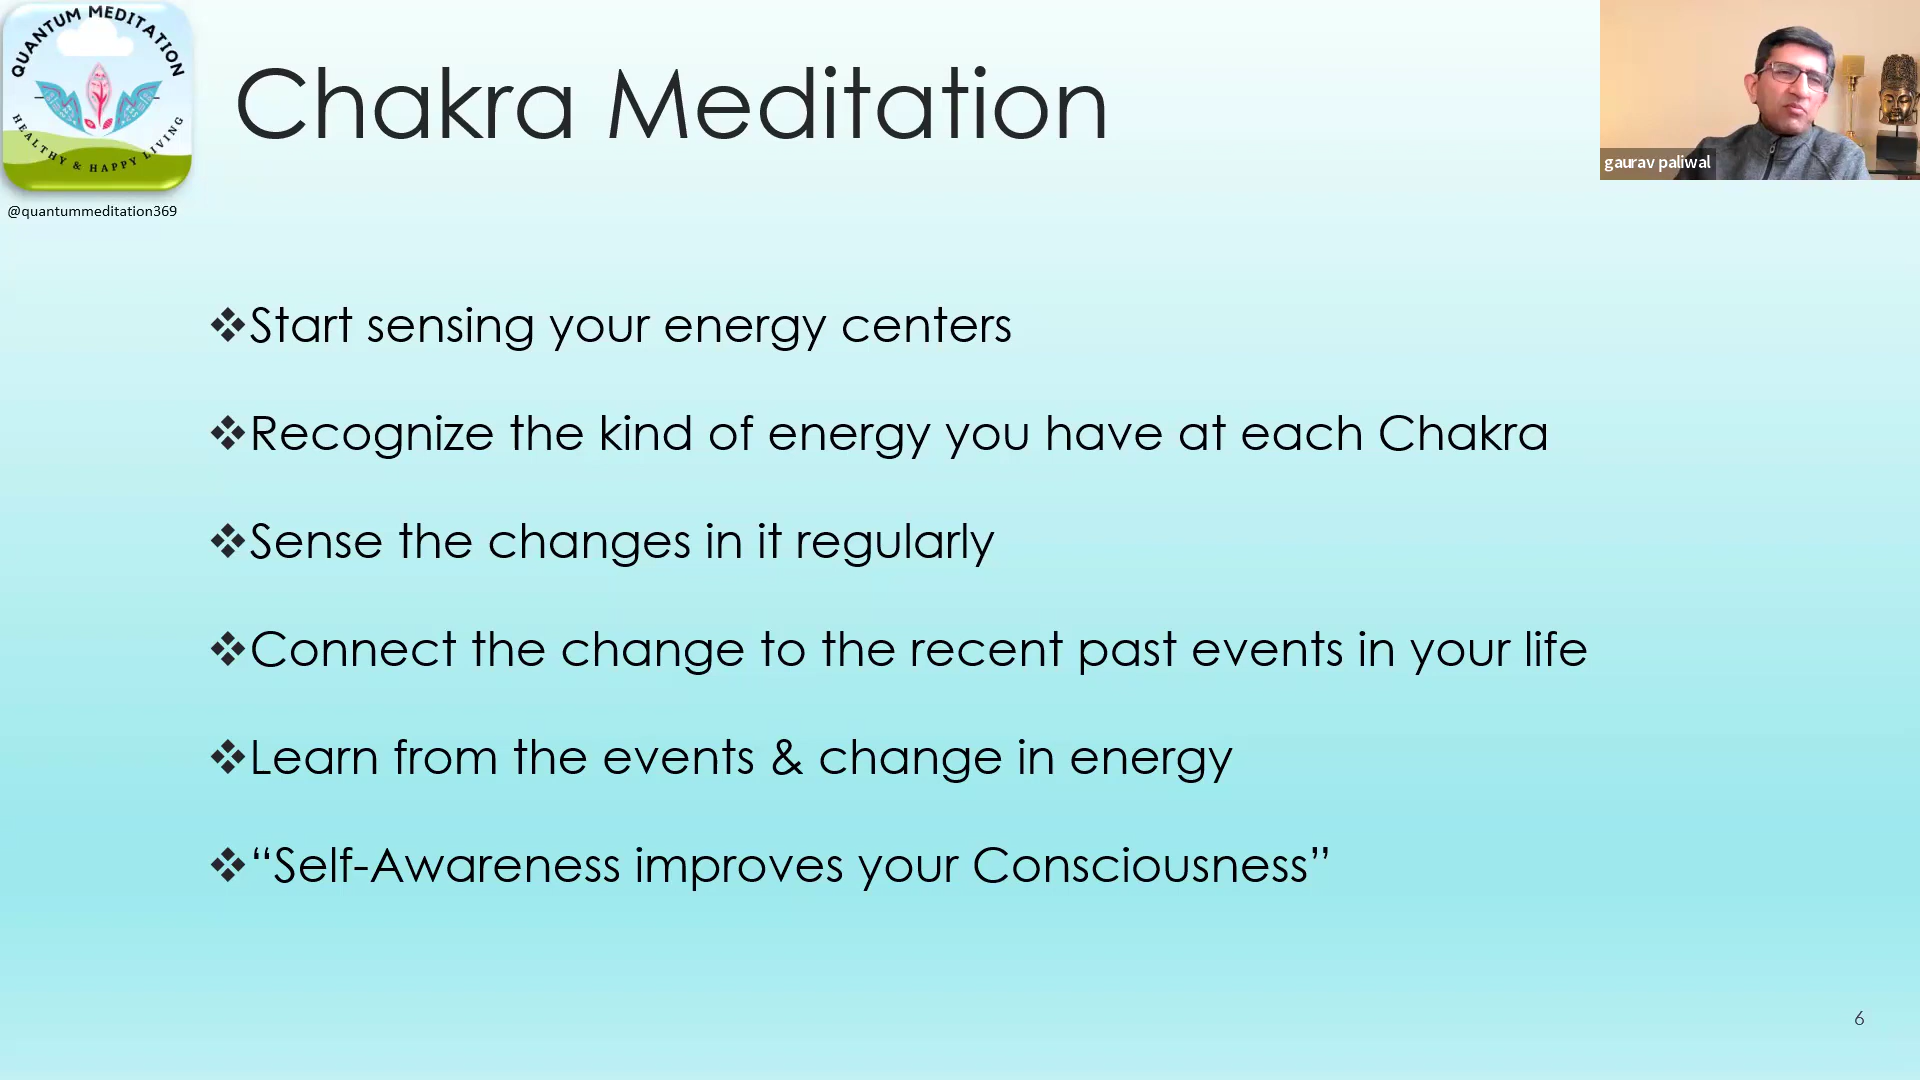 QUANTUM MEDITATION
HEALTHY & HAPPY LIVING
@quantummeditation369
Chakra Meditation
gaurav paliwal
❖Start sensing your energy centers
❖Recognize the kind of energy you have at each Chakra
❖Sense the changes in it regularly
❖Connect the change to the recent past events in your life
❖Learn from the events & change in energy
❖“Self-Awareness improves your Consciousness”
6